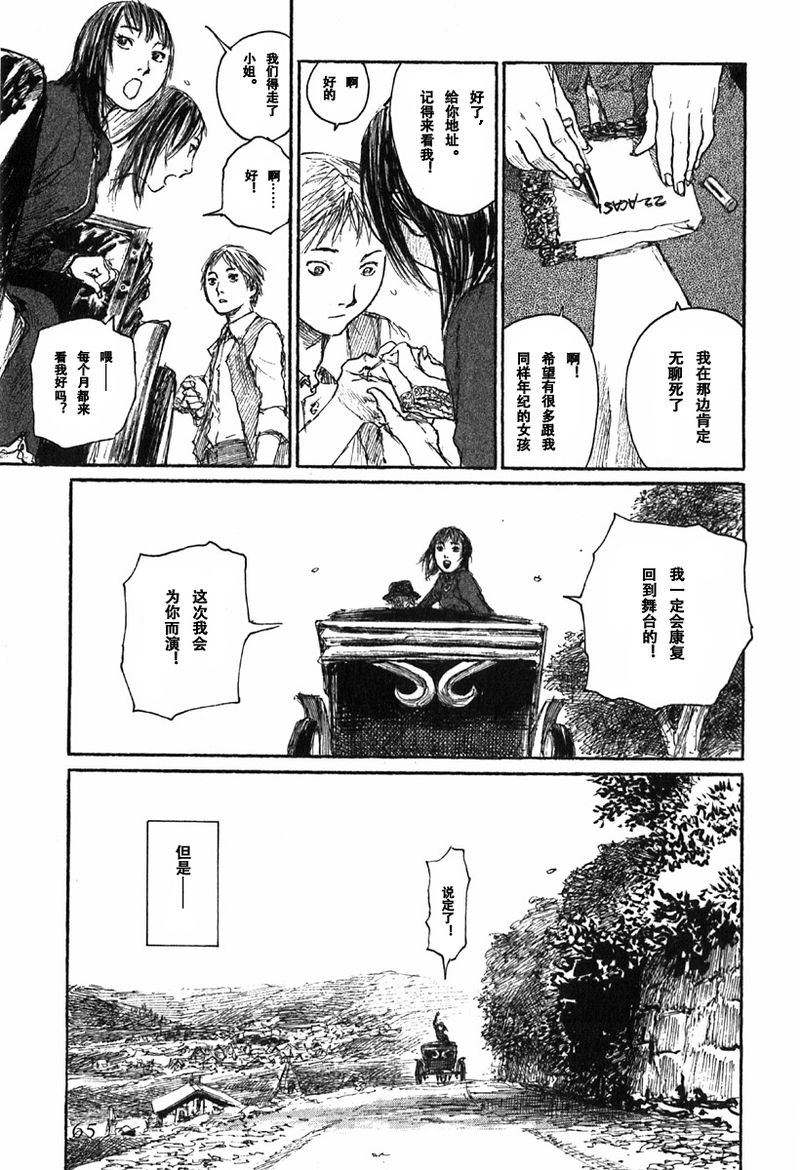 22.ACASI
我在那边肯定
无聊死了
啊！
希望有很多跟我
同样年纪的女孩
好了，
给你地址。
记得来看我！
啊
好的
我们得走了
小姐。
啊……
好！
喂——
每个月都来
看我好吗？
我一定会康复
回到舞台的！
这次我会
为你而演！
但是——
说定了！
65